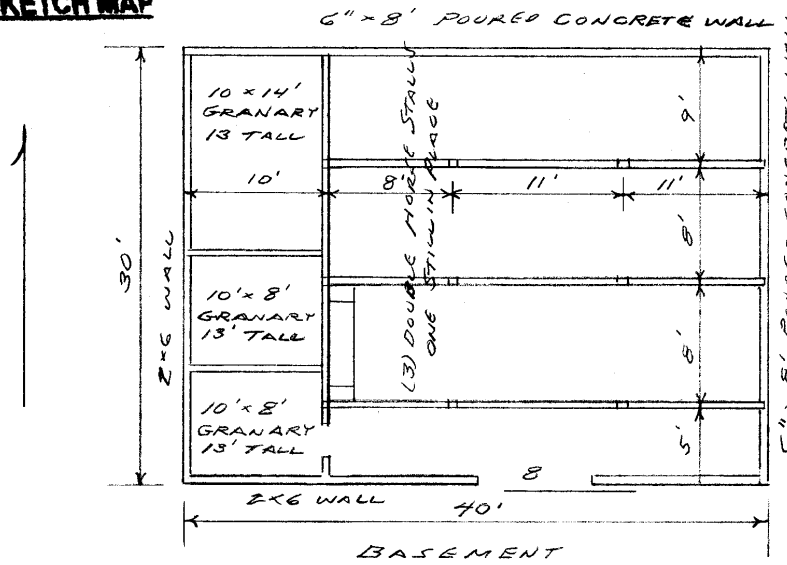 SKETCH MAP
6" x 8' POURED CONCRETE WALL
10 x 14'
GRANARY
13 TALL
10'
8'
11'
11'
9'
8'
8'
5'
30'
2x6 WALL
(3) DOUBLE HORSE STALLS
ONE STILL IN PLACE
10' x 8'
GRANARY
13' TALL
10' x 8'
GRANARY
13' TALL
8
2x6 WALL
40'
BASEMENT